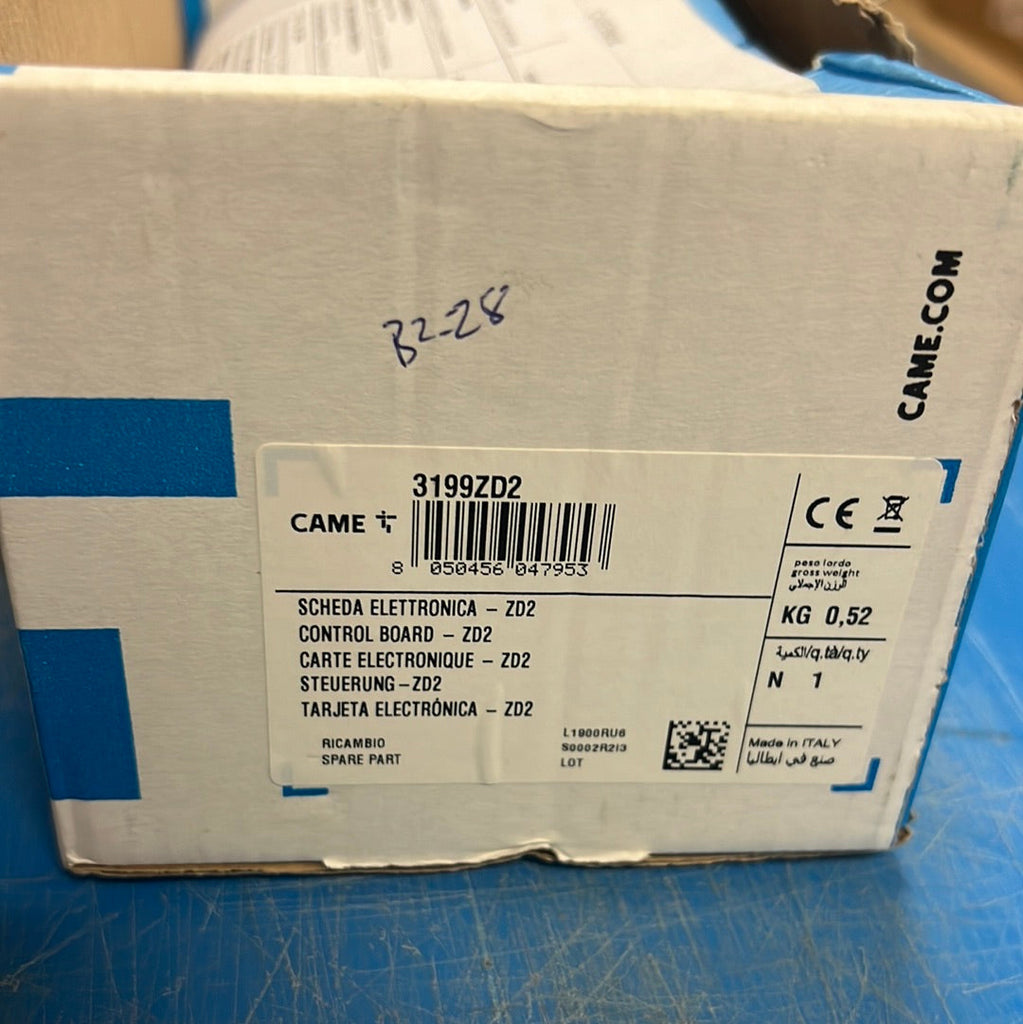 B2-28
CAME.COM
3199ZD2
CAME
8 050456 047953
SCHEDA ELETTRONICA – ZD2
CONTROL BOARD – ZD2
CARTE ELECTRONIQUE – ZD2
STEUERUNG – ZD2
TARJETA ELECTRÓNICA – ZD2
RICAMBIO
SPARE PART
L1900RU6
S0002R2I3
LOT
CE
peso lordo
gross weight
الوزن الإجمالي
KG 0,52
الكمية/q.tà/q.ty
N 1
Made in ITALY
صنع في ايطاليا